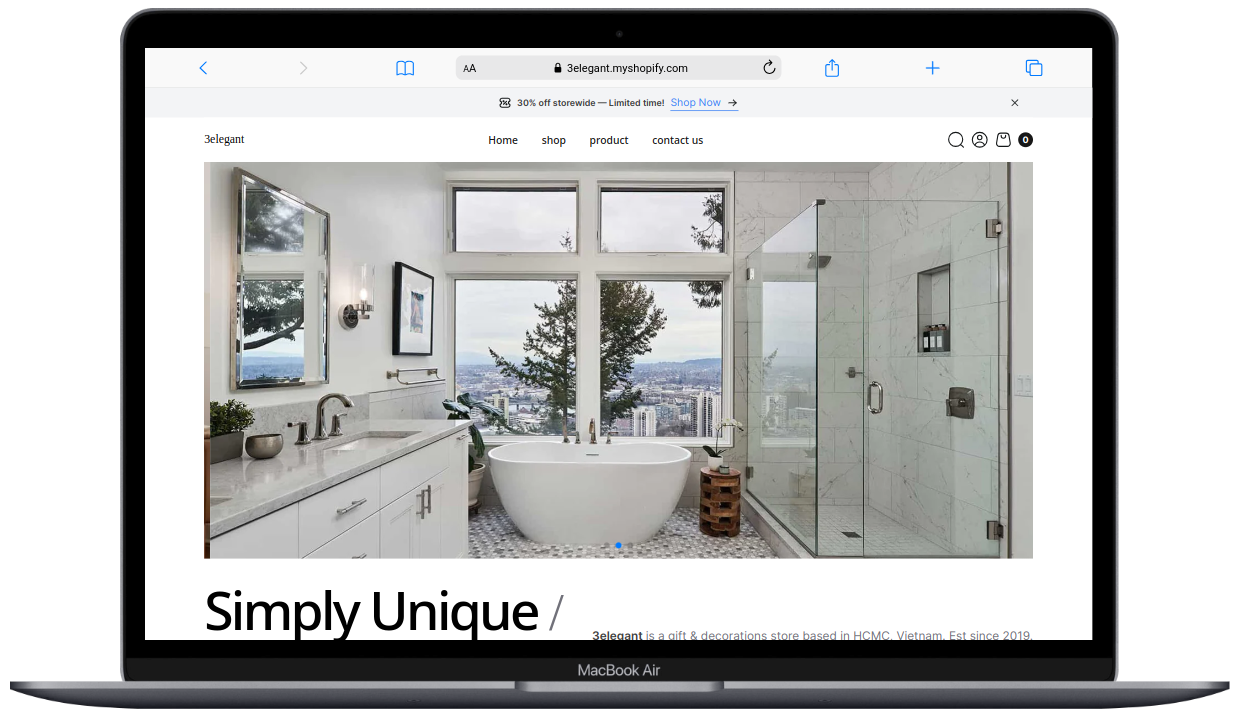 AA
3elegant.myshopify.com
30% off storewide — Limited time! Shop Now →
3elegant
Home shop product contact us
0
Simply Unique /
3elegant is a gift & decorations store based in HCMC, Vietnam. Est since 2019.
MacBook Air